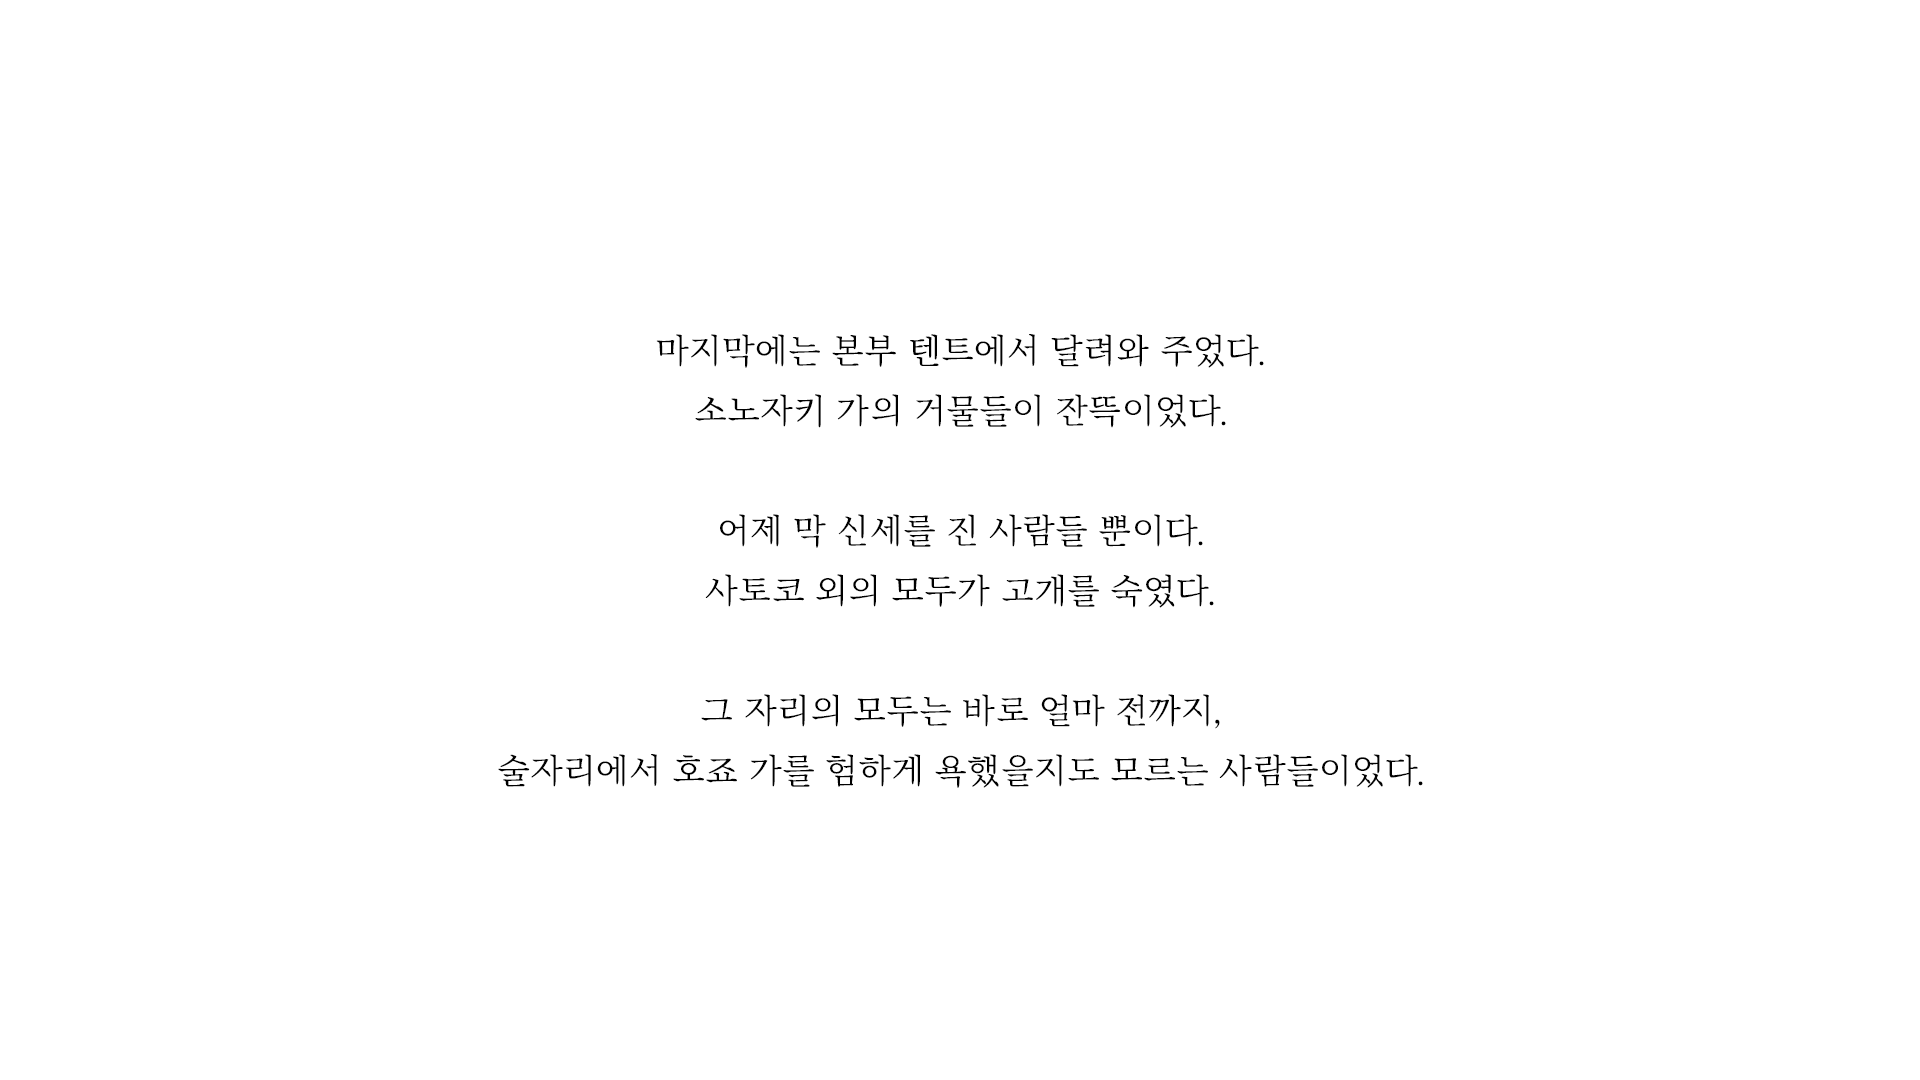 마지막에는 본부 텐트에서 달려와 주었다.
소노자키 가의 거물들이 잔뜩이었다.
어제 막 신세를 진 사람들 뿐이다.
사토코 외의 모두가 고개를 숙였다.
그 자리의 모두는 바로 얼마 전까지,
술자리에서 호죠 가를 험하게 욕했을지도 모르는 사람들이었다.